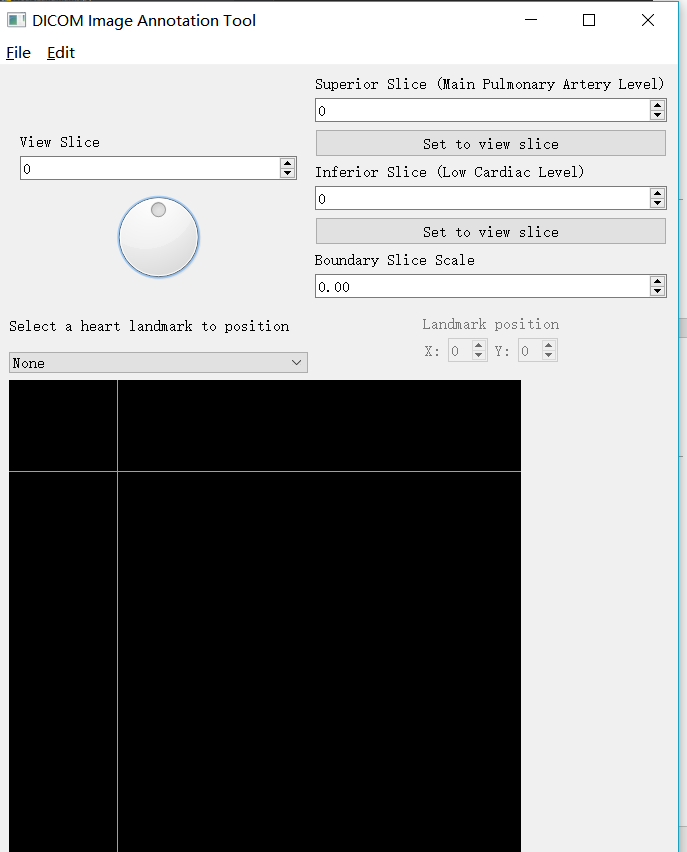 DICOM Image Annotation Tool
File Edit
Superior Slice (Main Pulmonary Artery Level)
0
View Slice
0
Set to view slice
Inferior Slice (Low Cardiac Level)
0
Set to view slice
Boundary Slice Scale
0.00
Select a heart landmark to position
None
Landmark position
X: 0 Y: 0